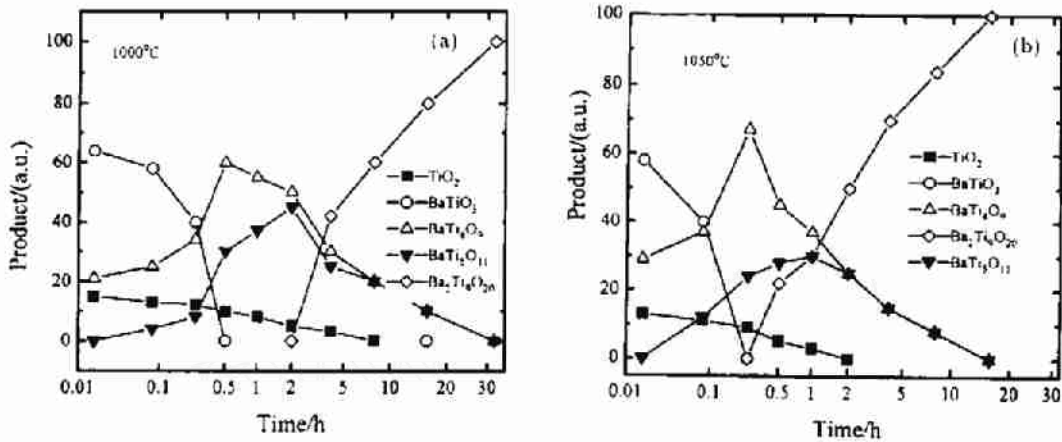 100
80
60
40
20
0
Product/(a.u.)
1000°C
(a)
TiO₂
BaTiO₃
BaTi₄O₉
BaTi₅O₁₁
Ba₂Ti₉O₂₀
0.01 0.1 0.5 1 2 5 10 20 30
Time/h
100
80
60
40
20
0
Product/(a.u.)
1050°C
(b)
TiO₂
BaTiO₃
BaTi₄O₉
Ba₂Ti₉O₂₀
BaTi₅O₁₁
0.01 0.1 0.5 1 2 5 10 20 30
Time/h